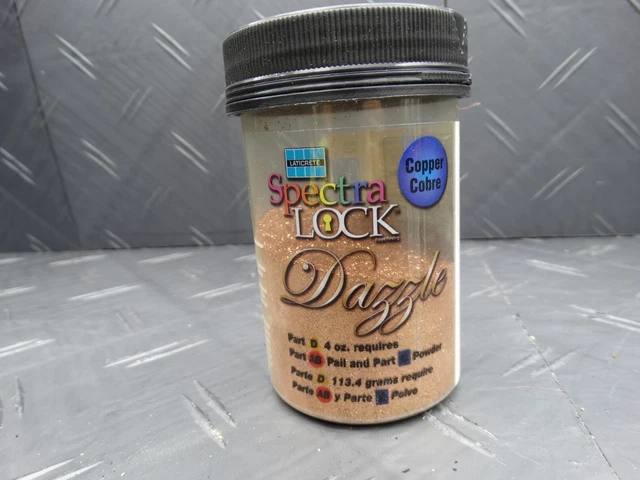 LATICRETE
Copper
Cobre
Spectra
LOCK
Dazzle
Part D 4 oz. requires
Part AB Pail and Part C Powder
Parte D 113.4 grams require
Parte AB y Parte C Polvo